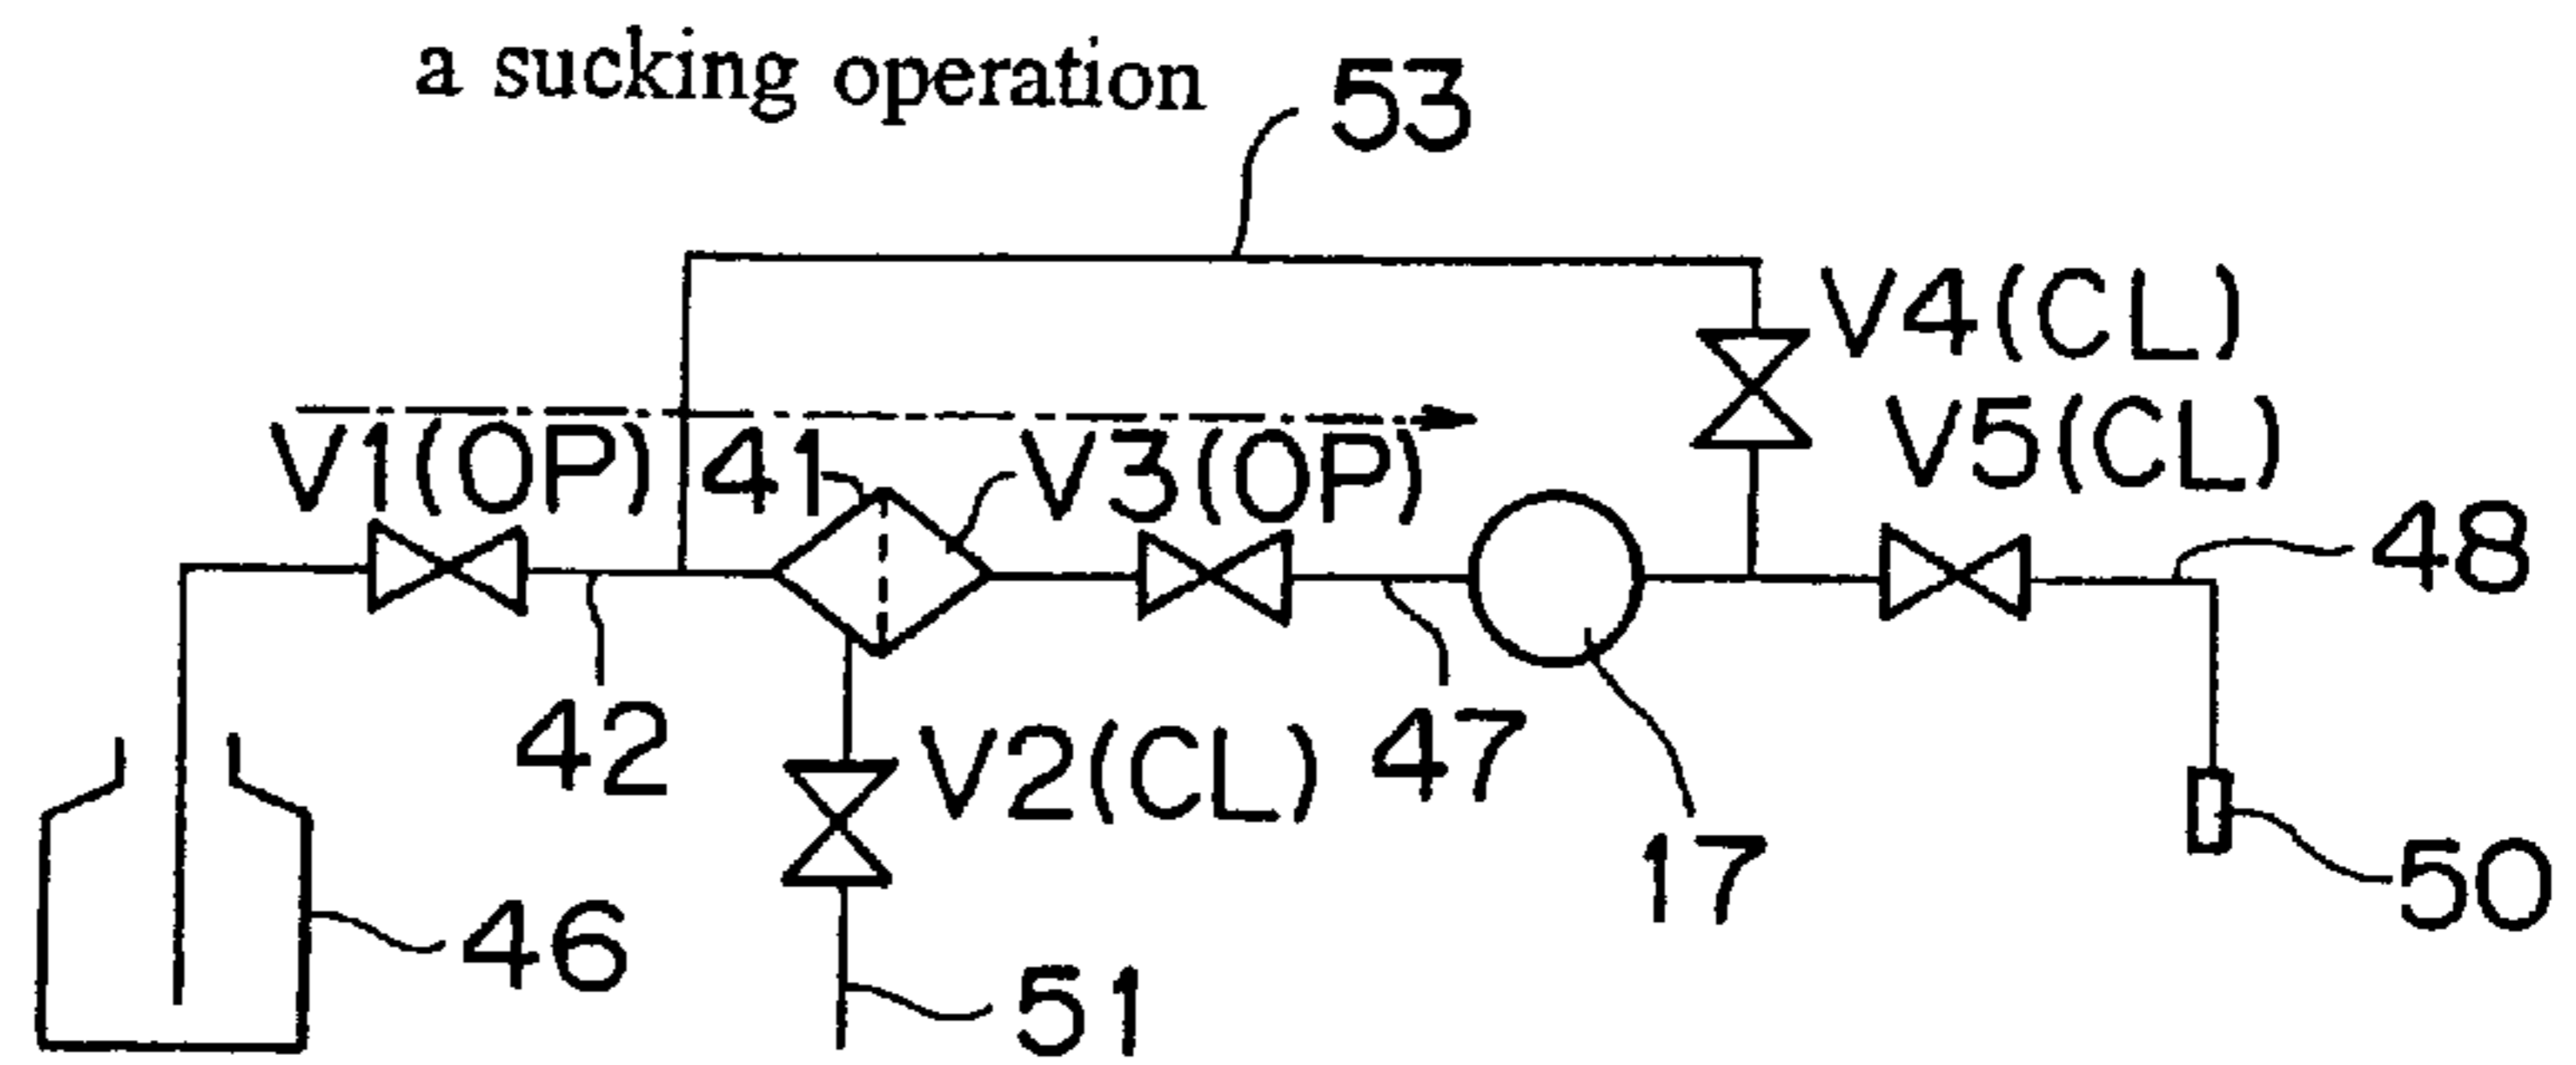 a sucking operation
53
V4(CL)
V5(CL)
V1(OP) 41 V3(OP)
48
42 V2(CL) 47
17
50
46
51